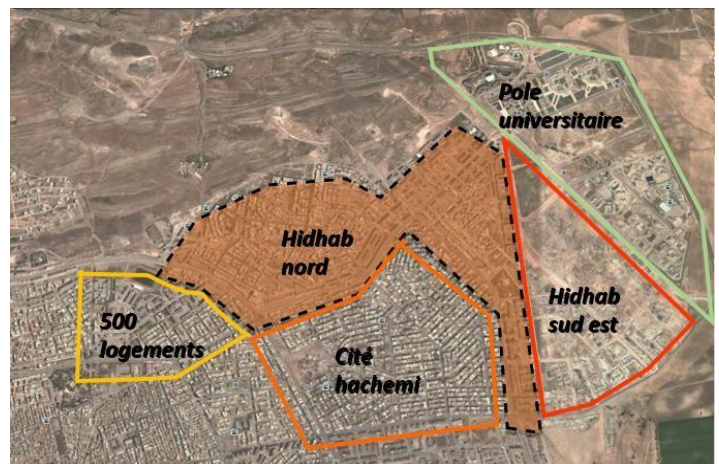 Pole
universitaire
Hidhab
nord
Hidhab
sud est
500
logements
Cité
hachemi